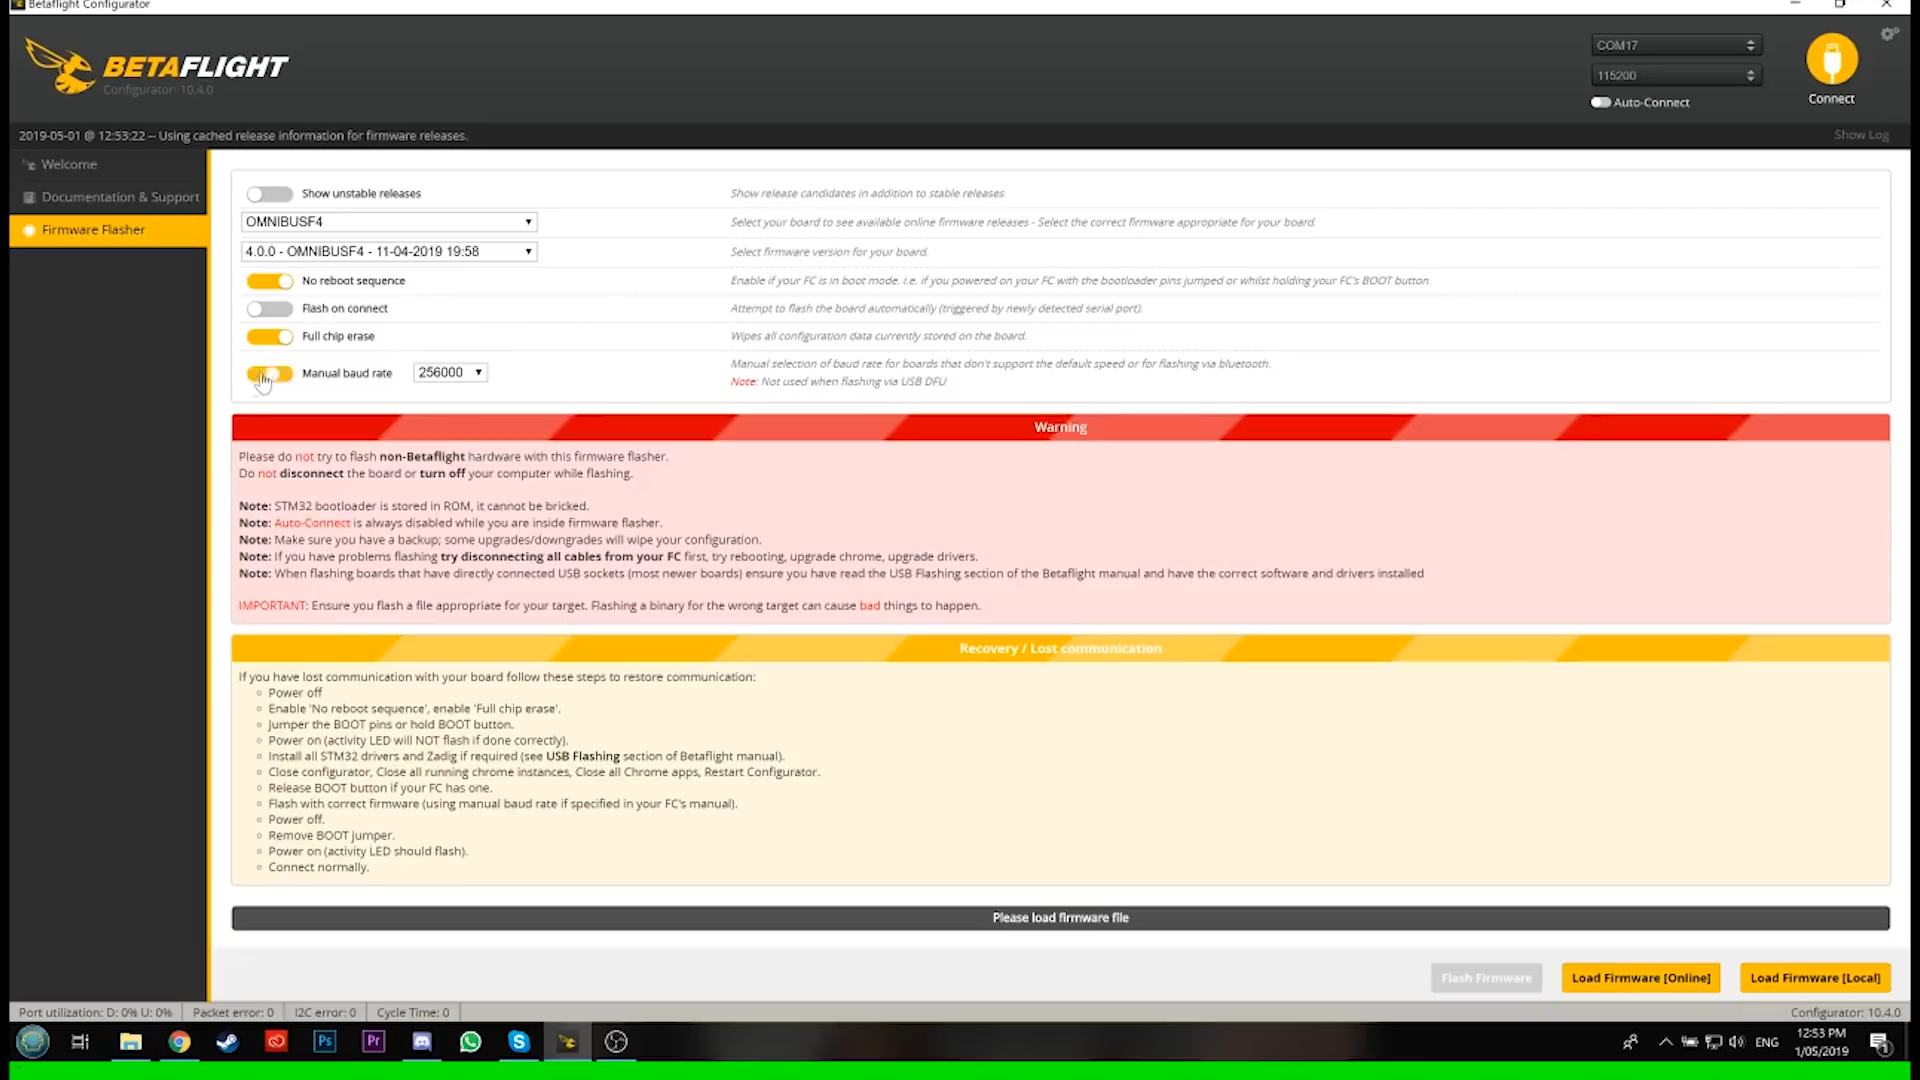 Betaflight Configurator
BETAFLIGHT
Configurator: 10.4.0
COM17
115200
Auto-Connect
Connect
2019-05-01 @ 12:53:22 -- Using cached release information for firmware releases.
Show Log
Welcome
Documentation & Support
Firmware Flasher
Show unstable releases
Show release candidates in addition to stable releases
OMNIBUSF4
Select your board to see available online firmware releases - Select the correct firmware appropriate for your board.
4.0.0 - OMNIBUSF4 - 11-04-2019 19:58
Select firmware version for your board.
No reboot sequence
Enable if your FC is in boot mode. i.e. if you powered on your FC with the bootloader pins jumped or whilst holding your FC's BOOT button.
Flash on connect
Attempt to flash the board automatically (triggered by newly detected serial port).
Full chip erase
Wipes all configuration data currently stored on the board.
Manual baud rate
256000
Manual selection of baud rate for boards that don't support the default speed or for flashing via bluetooth.
Note: Not used when flashing via USB DFU
Warning
Please do not try to flash non-Betaflight hardware with this firmware flasher.
Do not disconnect the board or turn off your computer while flashing.
Note: STM32 bootloader is stored in ROM, it cannot be bricked.
Note: Auto-Connect is always disabled while you are inside firmware flasher.
Note: Make sure you have a backup; some upgrades/downgrades will wipe your configuration.
Note: If you have problems flashing try disconnecting all cables from your FC first, try rebooting, upgrade chrome, upgrade drivers.
Note: When flashing boards that have directly connected USB sockets (most newer boards) ensure you have read the USB Flashing section of the Betaflight manual and have the correct software and drivers installed
IMPORTANT: Ensure you flash a file appropriate for your target. Flashing a binary for the wrong target can cause bad things to happen.
Recovery / Lost communication
If you have lost communication with your board follow these steps to restore communication:
Power off
Enable 'No reboot sequence', enable 'Full chip erase'.
Jumper the BOOT pins or hold BOOT button.
Power on (activity LED will NOT flash if done correctly).
Install all STM32 drivers and Zadig if required (see USB Flashing section of Betaflight manual).
Close configurator, Close all running chrome instances, Close all Chrome apps, Restart Configurator.
Release BOOT button if your FC has one.
Flash with correct firmware (using manual baud rate if specified in your FC's manual).
Power off.
Remove BOOT jumper.
Power on (activity LED should flash).
Connect normally.
Please load firmware file
Flash Firmware
Load Firmware [Online]
Load Firmware [Local]
Port utilization: D: 0% U: 0%
Packet error: 0
I2C error: 0
Cycle Time: 0
Configurator: 10.4.0
Ps
Pr
ENG
12:53 PM
1/05/2019
1